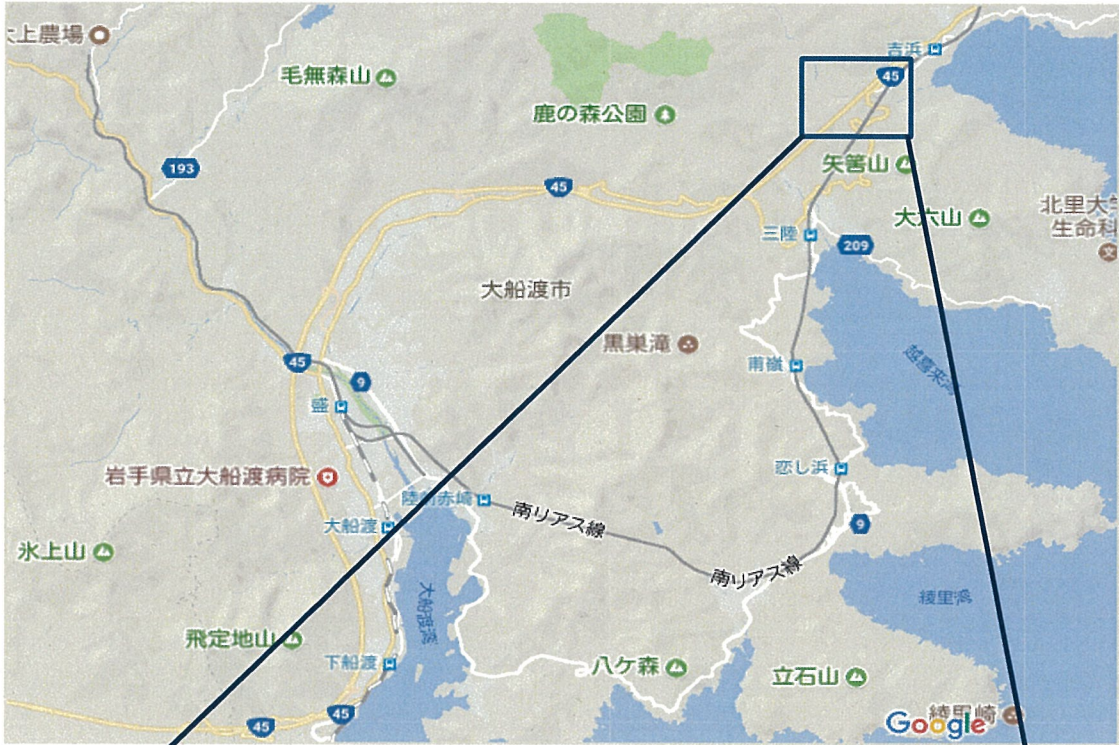 大上農場
吉浜
45
毛無森山
鹿の森公園
193
45
矢筈山
大六山
北里大学
生命科
三陸
209
大船渡市
黒巣滝
甫嶺
越喜来湾
45
9
盛
岩手県立大船渡病院
恋し浜
陸前赤崎
南リアス線
大船渡
9
氷上山
南リアス線
大船渡湾
綾里湾
飛定地山
下船渡
八ケ森
立石山
45
45
Google
綾里崎